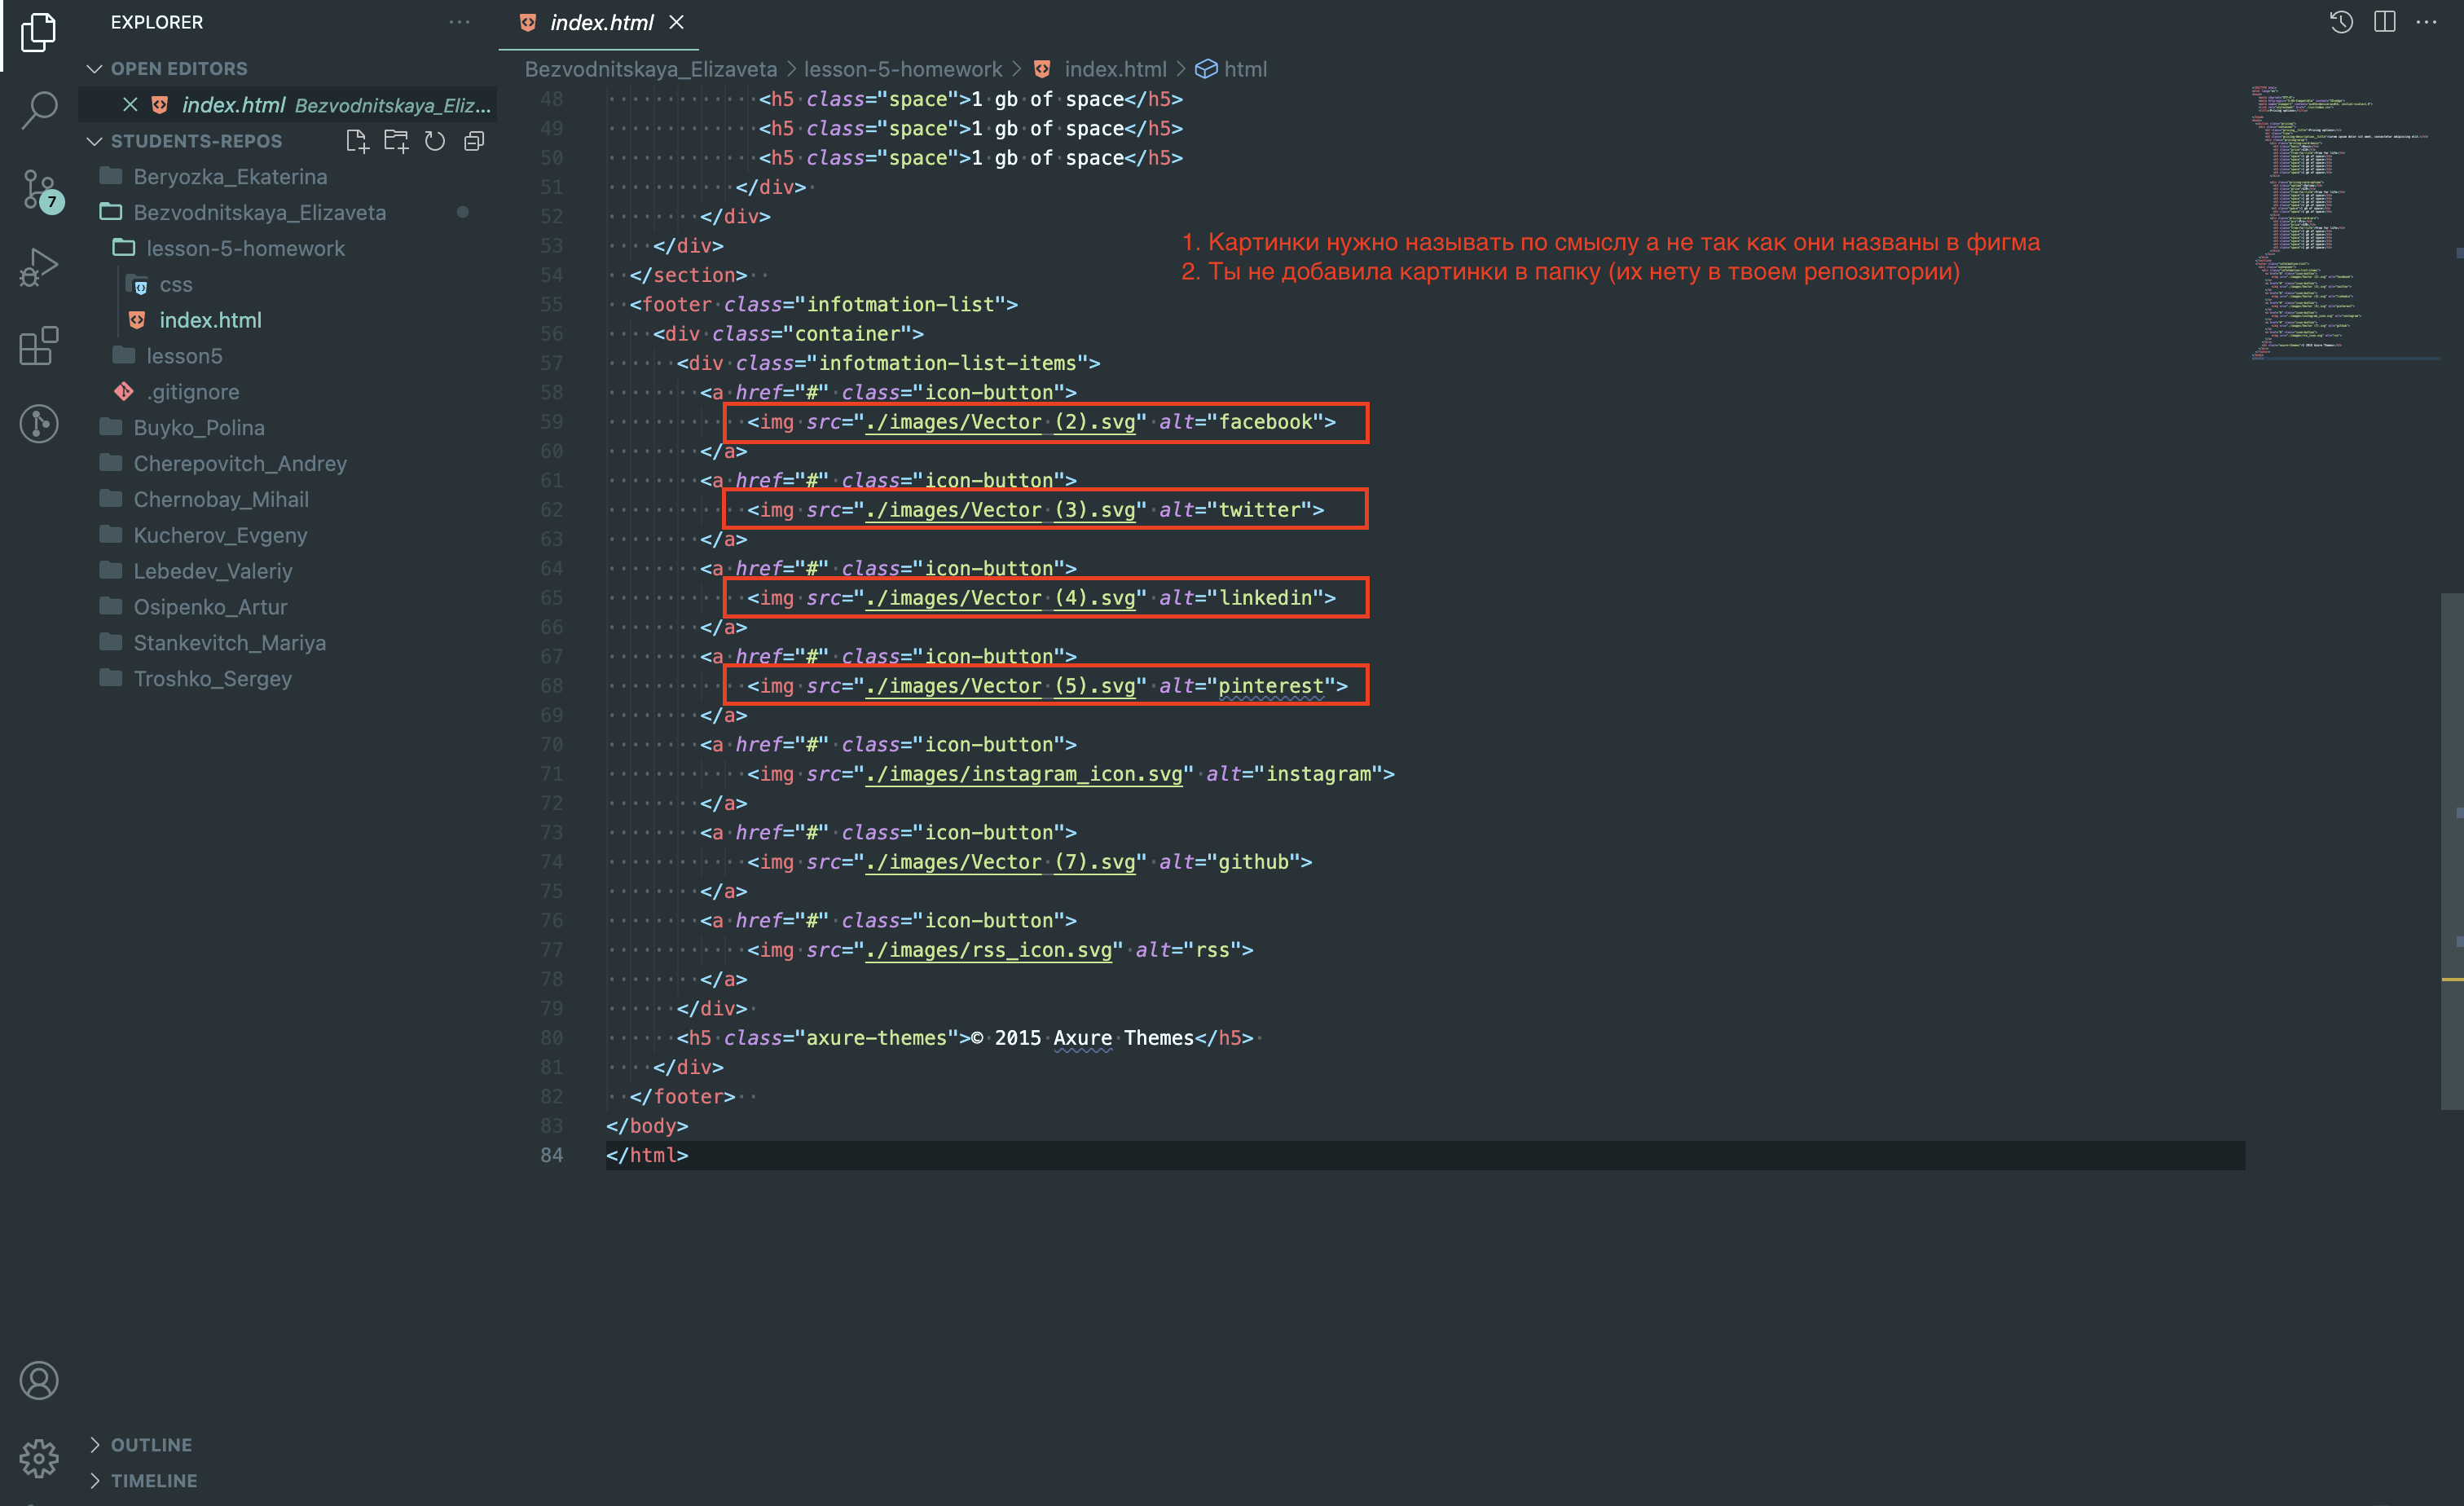 EXPLORER
OPEN EDITORS
index.html Bezvodnitskaya_Eliz...
STUDENTS-REPOS
7
Beryozka_Ekaterina
Bezvodnitskaya_Elizaveta
lesson-5-homework
css
index.html
lesson5
.gitignore
Buyko_Polina
Cherepovitch_Andrey
Chernobay_Mihail
Kucherov_Evgeny
Lebedev_Valeriy
Osipenko_Artur
Stankevitch_Mariya
Troshko_Sergey
OUTLINE
TIMELINE
index.html
Bezvodnitskaya_Elizaveta > lesson-5-homework > index.html > html
48 <h5 class="space">1 gb of space</h5>
49 <h5 class="space">1 gb of space</h5>
50 <h5 class="space">1 gb of space</h5>
51 </div>
52 </div>
53 </div>
54 </section>
55 <footer class="infotmation-list">
56 <div class="container">
57 <div class="infotmation-list-items">
58 <a href="#" class="icon-button">
59 <img src="./images/Vector (2).svg" alt="facebook">
60 </a>
61 <a href="#" class="icon-button">
62 <img src="./images/Vector (3).svg" alt="twitter">
63 </a>
64 <a href="#" class="icon-button">
65 <img src="./images/Vector (4).svg" alt="linkedin">
66 </a>
67 <a href="#" class="icon-button">
68 <img src="./images/Vector (5).svg" alt="pinterest">
69 </a>
70 <a href="#" class="icon-button">
71 <img src="./images/instagram_icon.svg" alt="instagram">
72 </a>
73 <a href="#" class="icon-button">
74 <img src="./images/Vector (7).svg" alt="github">
75 </a>
76 <a href="#" class="icon-button">
77 <img src="./images/rss_icon.svg" alt="rss">
78 </a>
79 </div>
80 <h5 class="axure-themes">© 2015 Axure Themes</h5>
81 </div>
82 </footer>
83 </body>
84 </html>
1. Картинки нужно называть по смыслу а не так как они названы в фигма
2. Ты не добавила картинки в папку (их нету в твоем репозитории)